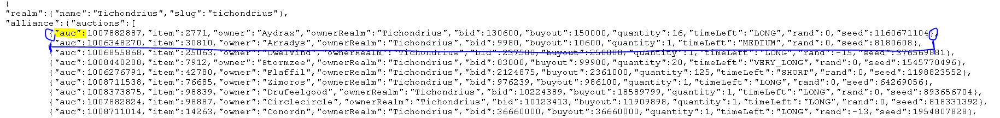 {
"realm":{"name":"Tichondrius","slug":"tichondrius"},
"alliance":{"auctions":[
{"auc":1007882887,"item":2771,"owner":"Aydrax","ownerRealm":"Tichondrius","bid":130600,"buyout":150000,"quantity":16,"timeLeft":"LONG","rand":0,"seed":1160671104},
{"auc":1006348270,"item":30810,"owner":"Arradys","ownerRealm":"Tichondrius","bid":9980,"buyout":10600,"quantity":1,"timeLeft":"MEDIUM","rand":0,"seed":8180608},
{"auc":1006855868,"item":25063,"owner":"Owelvind","ownerRealm":"Tichondrius","bid":237500,"buyout":250000,"quantity":1,"timeLeft":"LONG","rand":-15,"seed":376569881},
{"auc":1008440288,"item":7912,"owner":"Stormzee","ownerRealm":"Tichondrius","bid":83000,"buyout":99900,"quantity":20,"timeLeft":"VERY_LONG","rand":0,"seed":1545770496},
{"auc":1006276791,"item":42780,"owner":"Flaffil","ownerRealm":"Tichondrius","bid":2124875,"buyout":2361000,"quantity":125,"timeLeft":"SHORT","rand":0,"seed":1198823552},
{"auc":1008711538,"item":76685,"owner":"Zimoros","ownerRealm":"Tichondrius","bid":976239,"buyout":986100,"quantity":1,"timeLeft":"LONG","rand":0,"seed":64269056},
{"auc":1008373875,"item":98839,"owner":"Drufeelgood","ownerRealm":"Tichondrius","bid":10224389,"buyout":18589799,"quantity":1,"timeLeft":"LONG","rand":0,"seed":893656704},
{"auc":1007882824,"item":98887,"owner":"Circlecircle","ownerRealm":"Tichondrius","bid":10123413,"buyout":11909898,"quantity":1,"timeLeft":"LONG","rand":0,"seed":818331392},
{"auc":1008711014,"item":14263,"owner":"Conordn","ownerRealm":"Tichondrius","bid":36660000,"buyout":36660000,"quantity":1,"timeLeft":"LONG","rand":-13,"seed":1954807828},